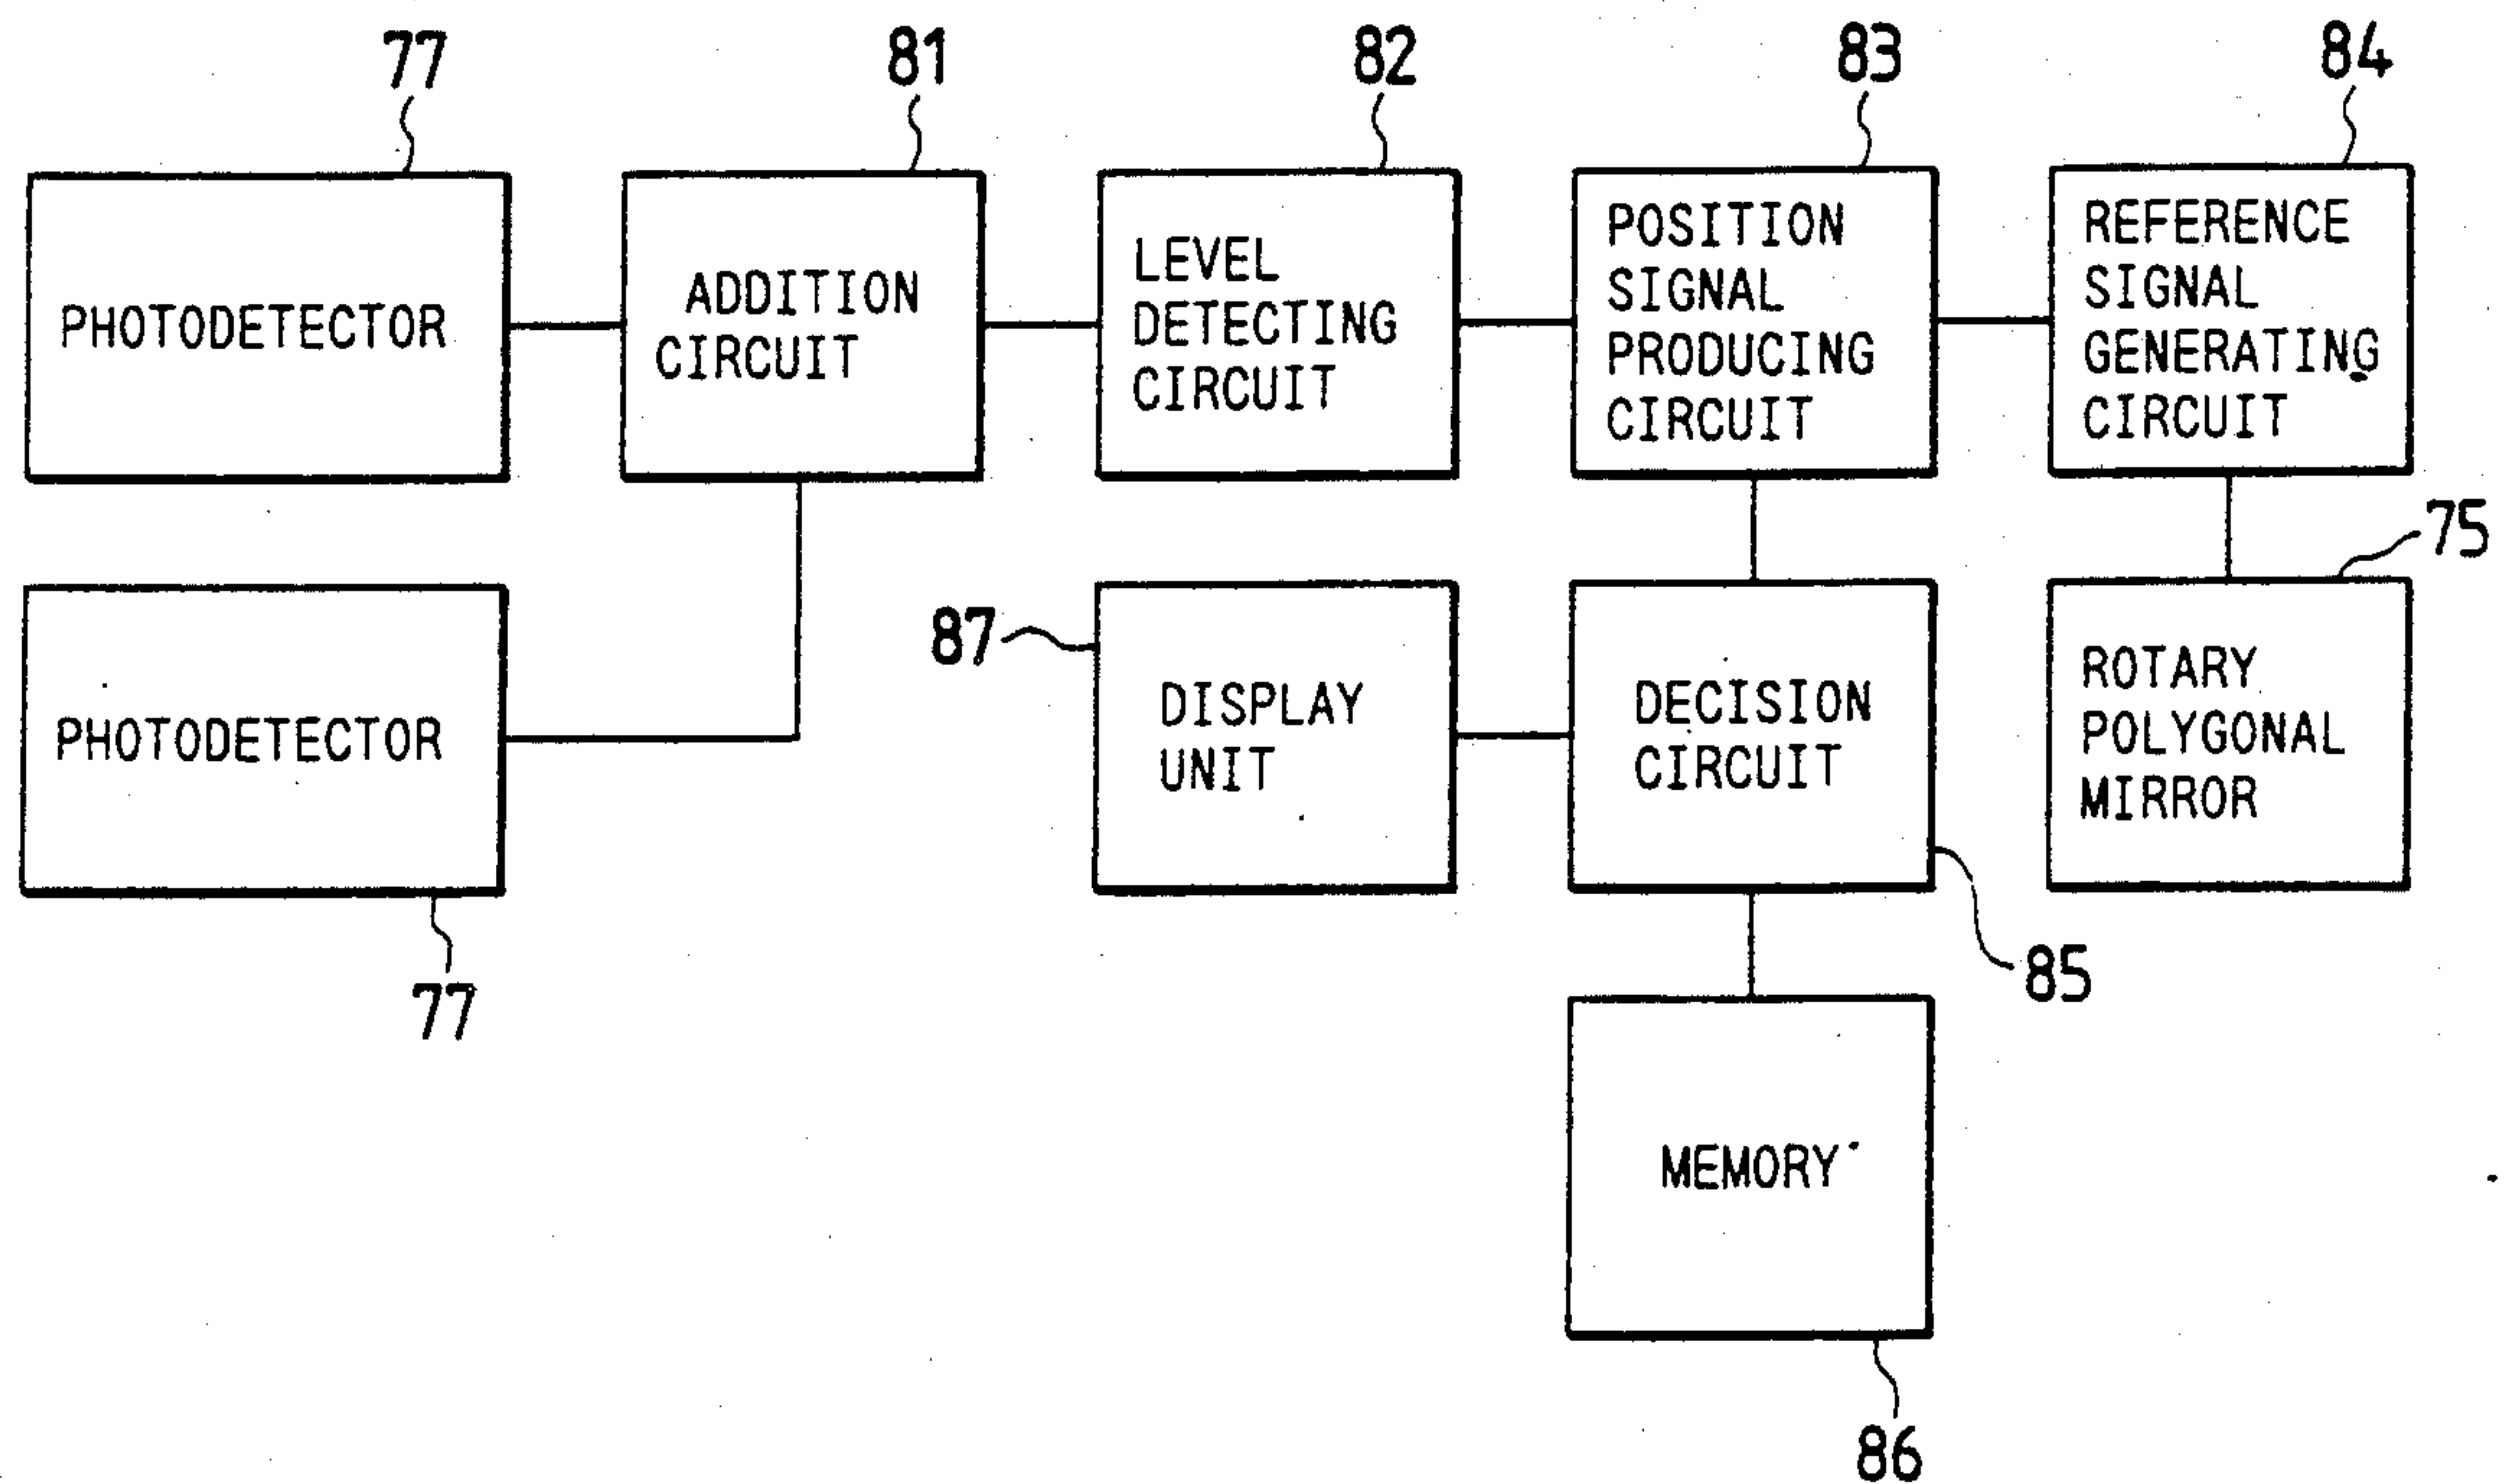 77
81
82
83
84
PHOTODETECTOR
ADDITION
CIRCUIT
LEVEL
DETECTING
CIRCUIT
POSITION
SIGNAL
PRODUCING
CIRCUIT
REFERENCE
SIGNAL
GENERATING
CIRCUIT
75
PHOTODETECTOR
77
87
DISPLAY
UNIT
DECISION
CIRCUIT
85
ROTARY
POLYGONAL
MIRROR
MEMORY
86